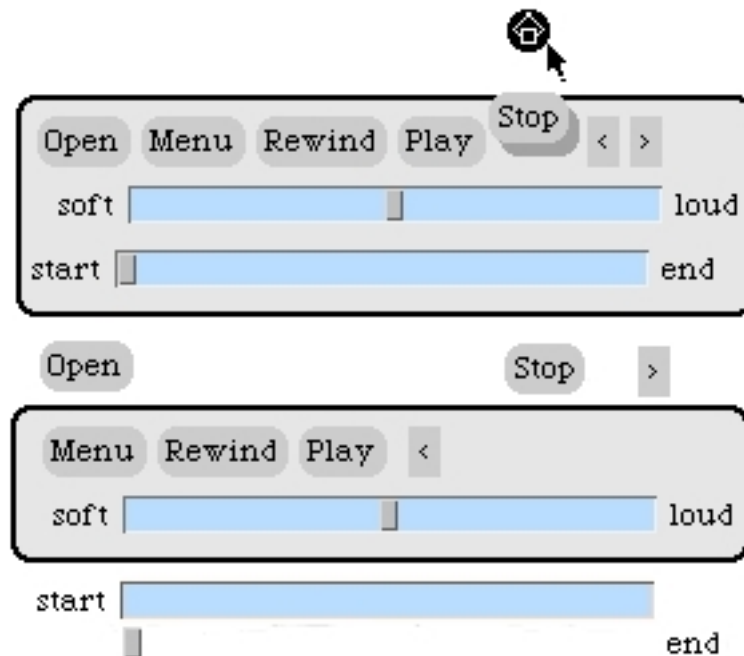 Open Menu Rewind Play Stop < >
soft loud
start end
Open Stop >
Menu Rewind Play <
soft loud
start
end